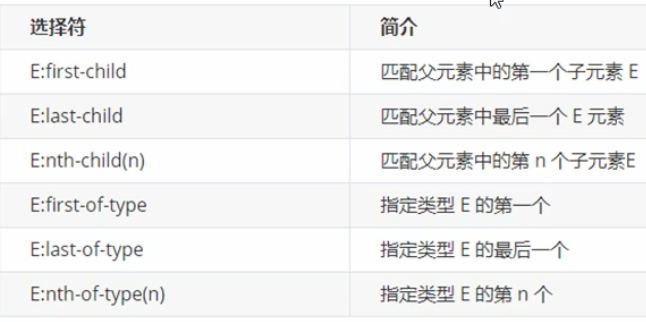 选择符 简介
E:first-child 匹配父元素中的第一个子元素 E
E:last-child 匹配父元素中最后一个 E 元素
E:nth-child(n) 匹配父元素中的第 n 个子元素E
E:first-of-type 指定类型 E 的第一个
E:last-of-type 指定类型 E 的最后一个
E:nth-of-type(n) 指定类型 E 的第 n 个